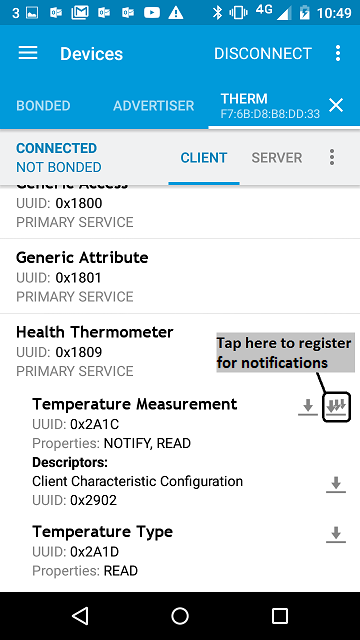 3 4G 10:49
Devices DISCONNECT
BONDED ADVERTISER THERM
F7:6B:D8:B8:DD:33
CONNECTED
NOT BONDED CLIENT SERVER
Generic Access
UUID: 0x1800
PRIMARY SERVICE
Generic Attribute
UUID: 0x1801
PRIMARY SERVICE
Health Thermometer
UUID: 0x1809
PRIMARY SERVICE
Tap here to register
for notifications
Temperature Measurement
UUID: 0x2A1C
Properties: NOTIFY, READ
Descriptors:
Client Characteristic Configuration
UUID: 0x2902
Temperature Type
UUID: 0x2A1D
Properties: READ